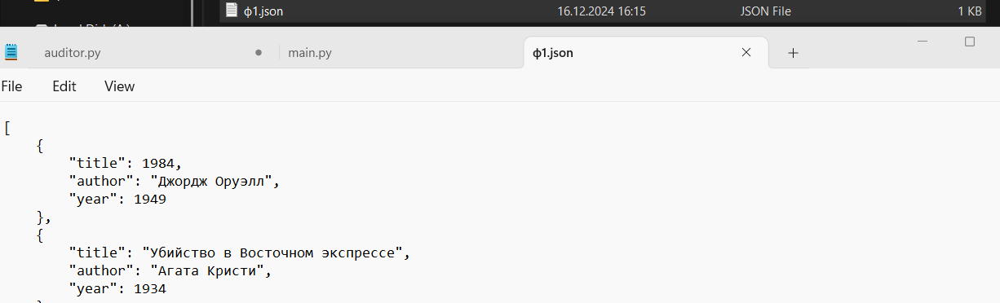 ф1.json 16.12.2024 16:15 JSON File 1 KB
auditor.py main.py ф1.json
File Edit View
[
{
"title": 1984,
"author": "Джордж Оруэлл",
"year": 1949
},
{
"title": "Убийство в Восточном экспрессе",
"author": "Агата Кристи",
"year": 1934